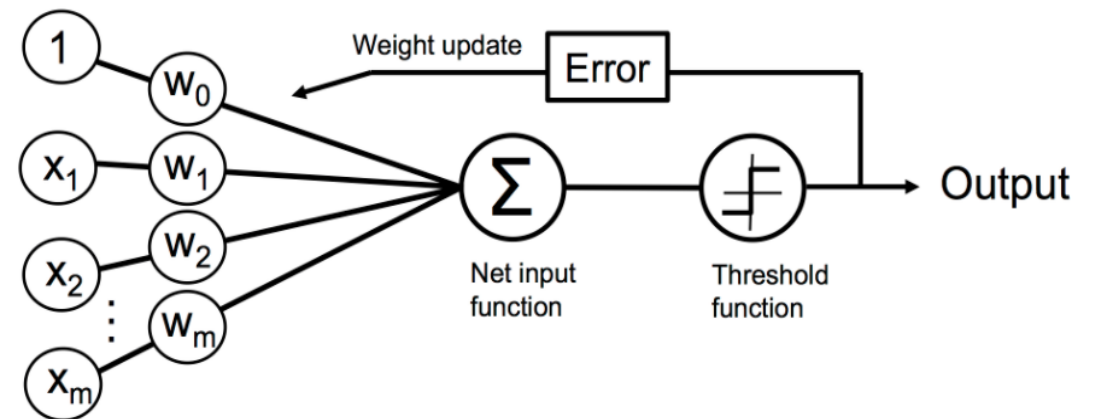 1
w₀
Weight update
Error
x₁
w₁
Σ
Output
x₂
w₂
Net input
function
Threshold
function
⋮
wₘ
xₘ